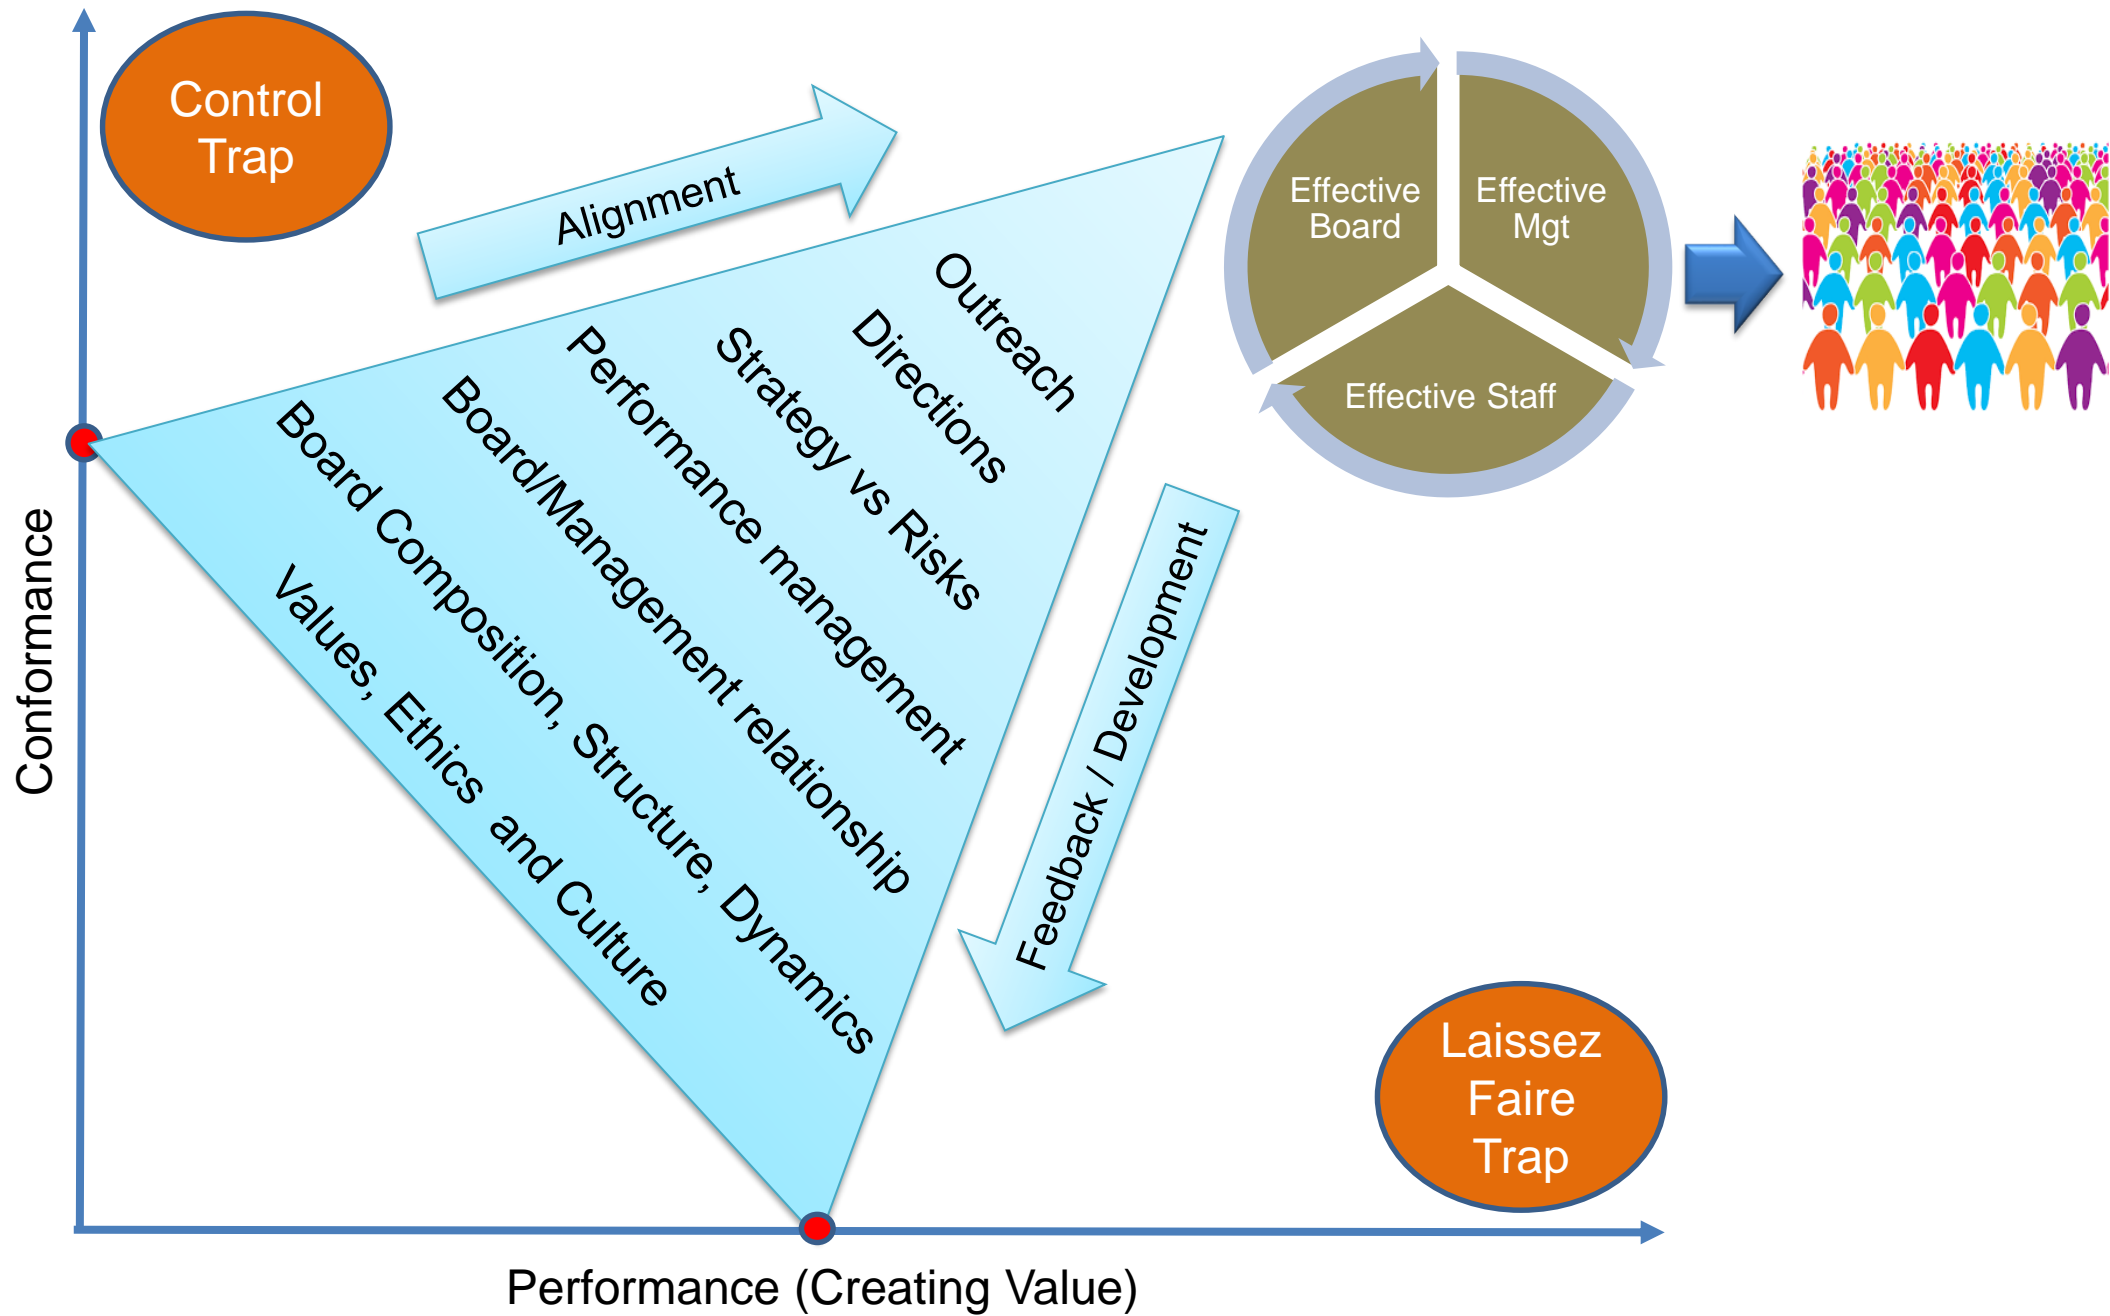 Control
Trap
Alignment
Effective
Board
Effective
Mgt
Effective Staff
Outreach
Directions
Strategy vs Risks
Performance management
Board/Management relationship
Board Composition, Structure, Dynamics
Values, Ethics and Culture
Feedback / Development
Conformance
Laissez
Faire
Trap
Performance (Creating Value)